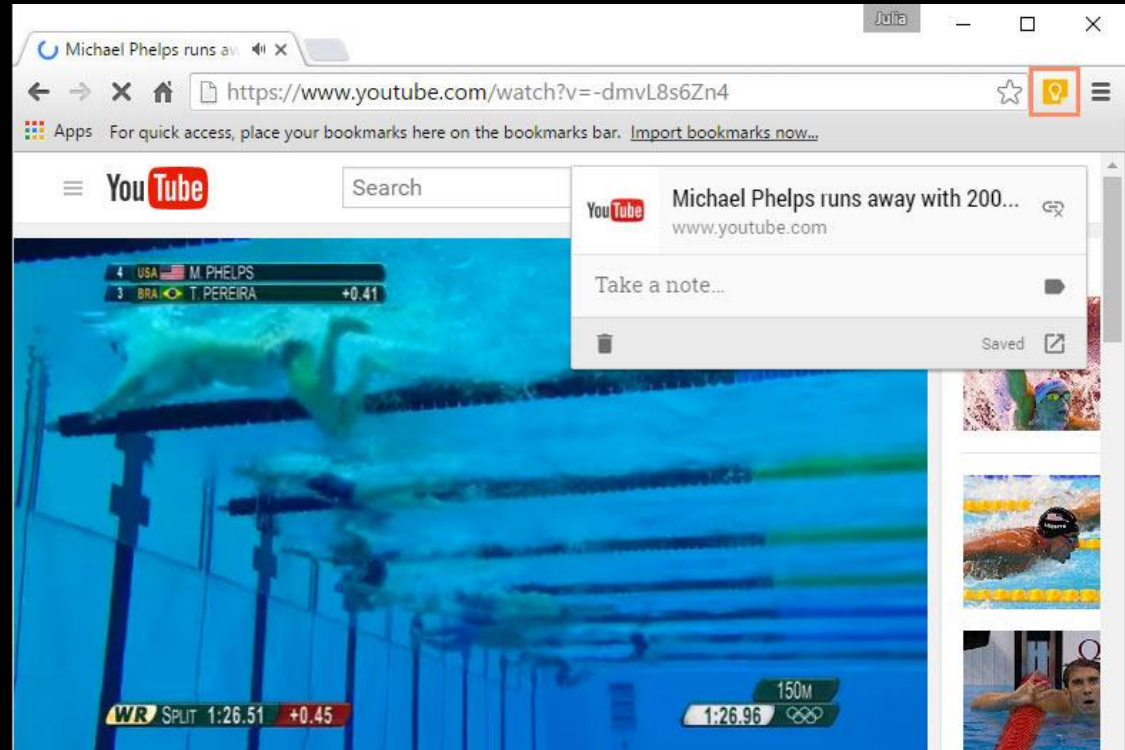 Julia
Michael Phelps runs aw
https://www.youtube.com/watch?v=-dmvL8s6Zn4
Apps For quick access, place your bookmarks here on the bookmarks bar. Import bookmarks now...
YouTube
Search
YouTube
Michael Phelps runs away with 200...
www.youtube.com
Take a note...
Saved
4 USA M. PHELPS
3 BRA T. PEREIRA +0.41
WR SPLIT 1:26.51 +0.45
150M
1:26.96